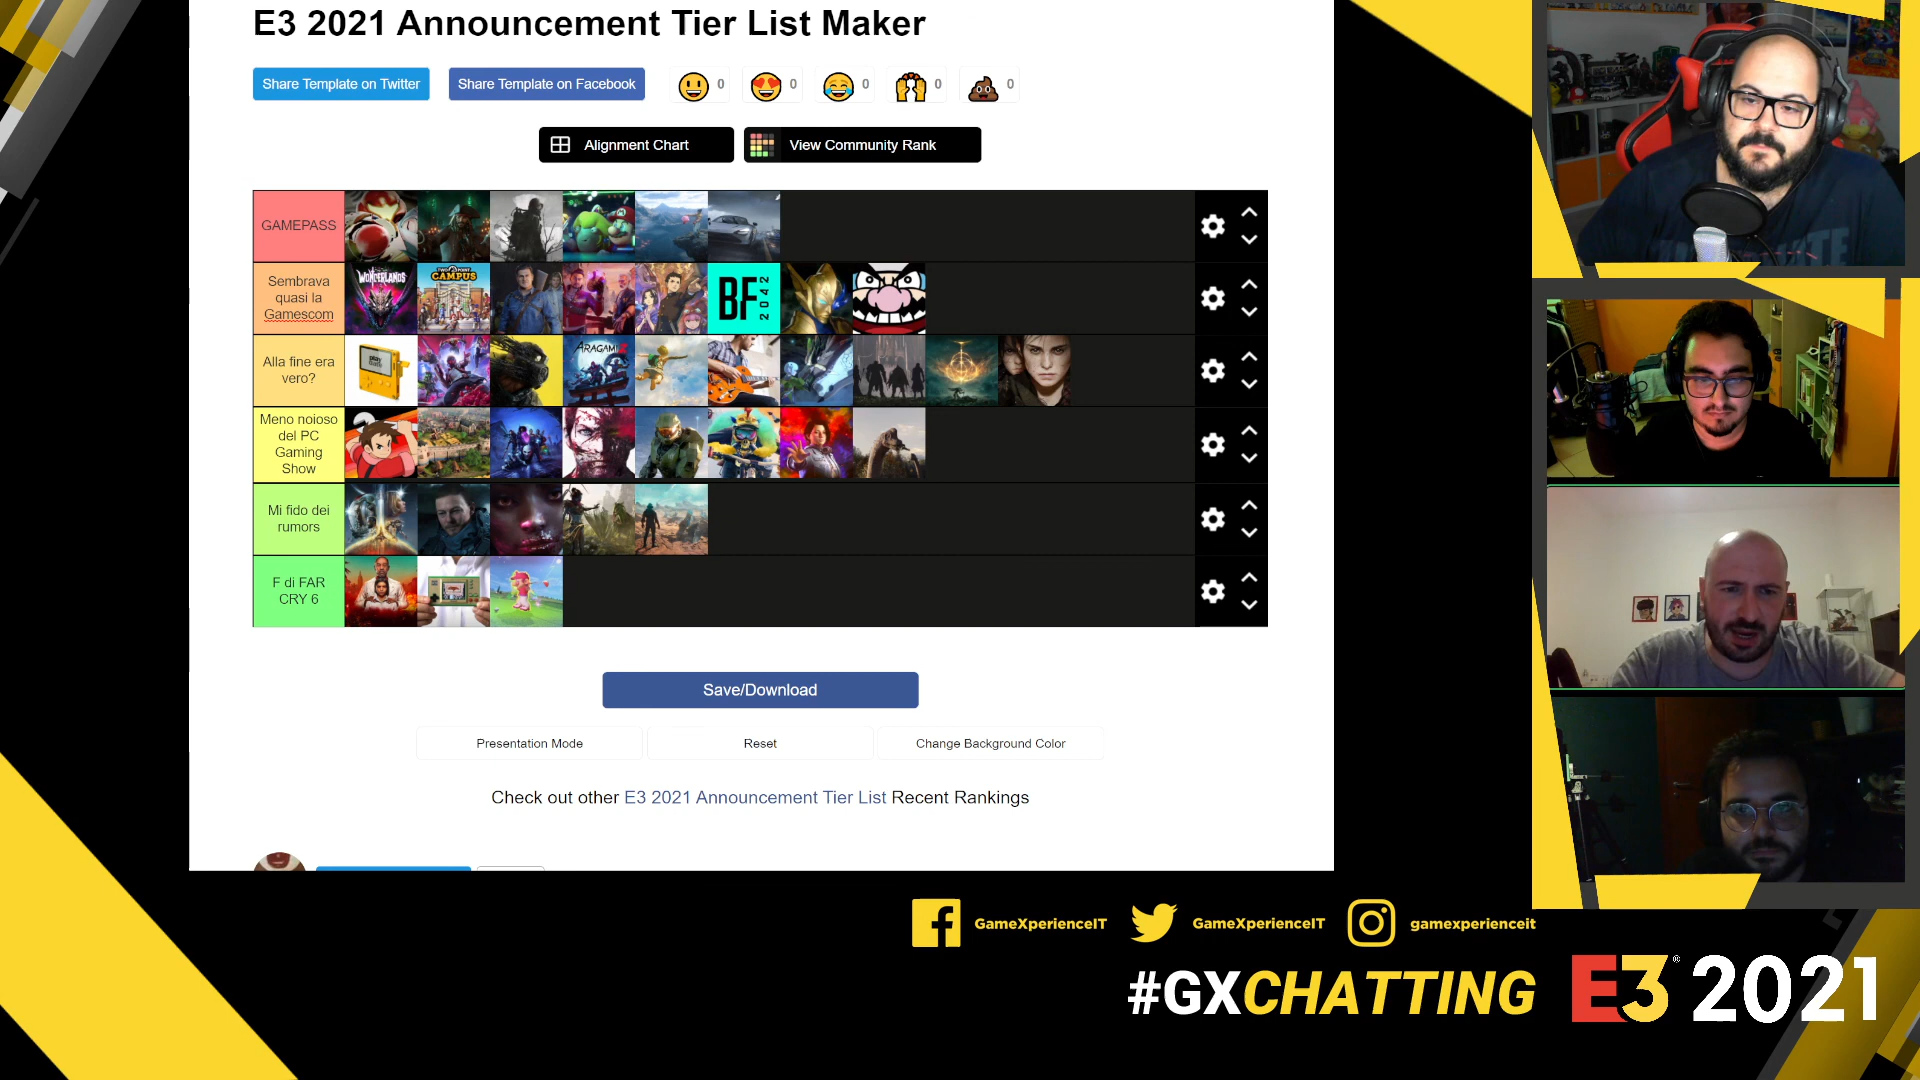 E3 2021 Announcement Tier List Maker
Share Template on Twitter
Share Template on Facebook
0
0
0
0
0
Alignment Chart
View Community Rank
GAMEPASS
Sembrava
quasi la
Gamescom
WONDERLANDS
TWO POINT
CAMPUS
BF
2042
Alla fine era
vero?
ARAGAMI 2
Meno noioso
del PC
Gaming
Show
Mi fido dei
rumors
F di FAR
CRY 6
Save/Download
Presentation Mode
Reset
Change Background Color
Check out other E3 2021 Announcement Tier List Recent Rankings
GameXperienceIT
GameXperienceIT
gamexperienceit
#GXCHATTING
E3® 2021